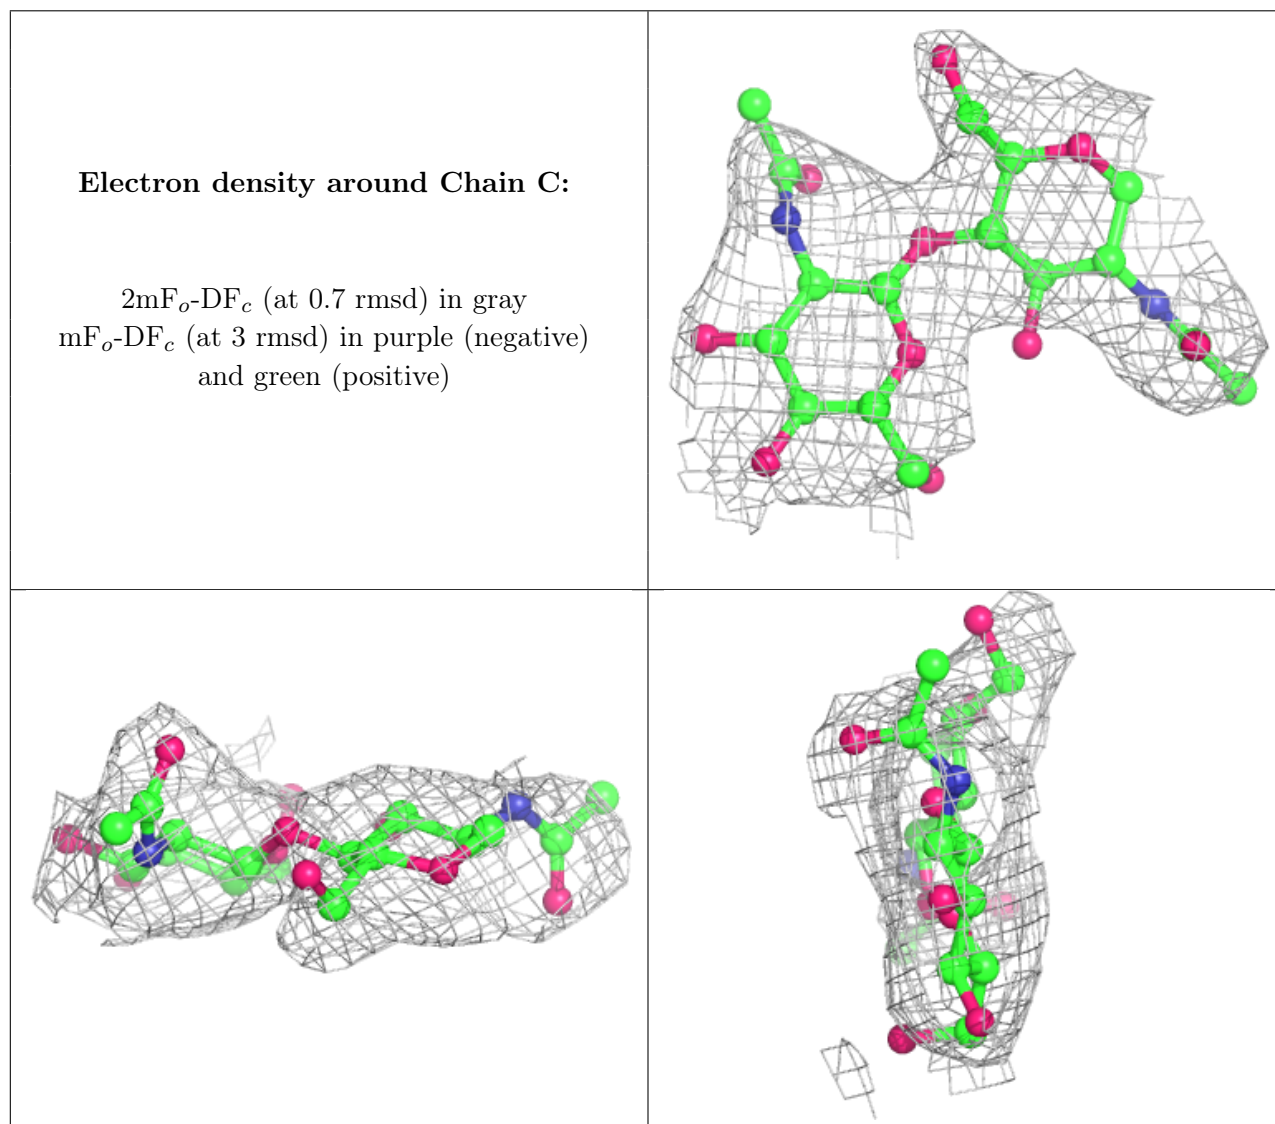 Electron density around Chain C:
2mFₒ-DF𝒸 (at 0.7 rmsd) in gray
mFₒ-DF𝒸 (at 3 rmsd) in purple (negative)
and green (positive)